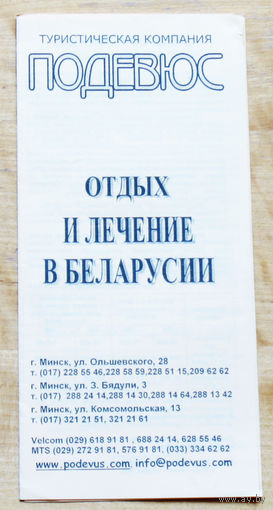 ТУРИСТИЧЕСКАЯ КОМПАНИЯ
ПОДЕВЮС
ОТДЫХ
И ЛЕЧЕНИЕ
В БЕЛАРУСИИ
г. Минск, ул. Ольшевского, 28
т. (017) 228 55 46,228 58 59,228 51 15,209 62 62
г. Минск, ул. З. Бядули, 3
т. (017) 288 24 14,288 14 30,288 14 64,288 13 42
г. Минск, ул. Комсомольская, 13
т. (017) 321 21 51, 321 21 61
Velcom (029) 618 91 81 , 688 24 14, 628 55 46
MTS (029) 272 91 81, 576 91 81, (033) 334 62 62
www.podevus.com, info@podevus.com